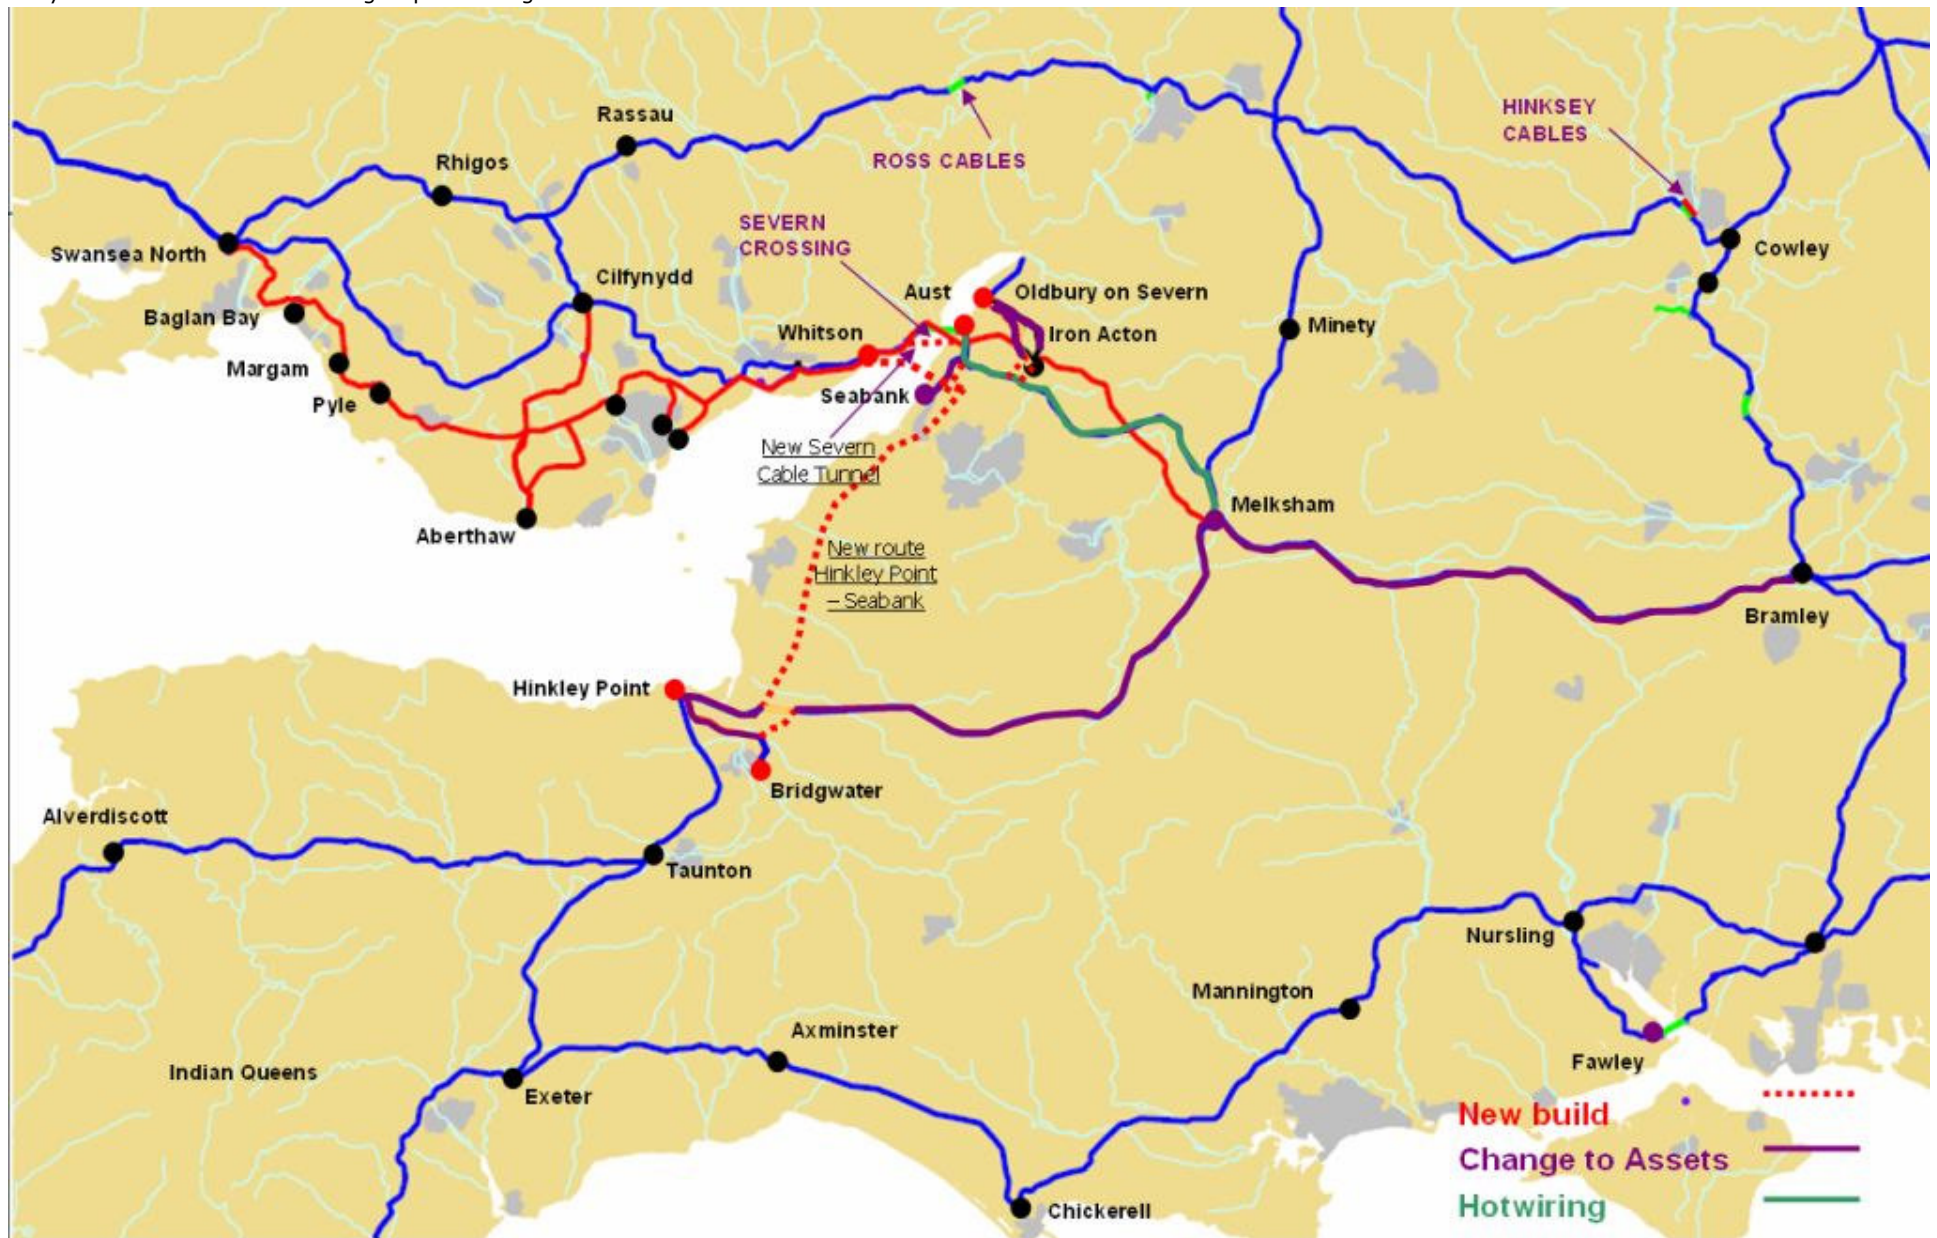 Rassau
HINKSEY
CABLES
Rhigos
ROSS CABLES
SEVERN
CROSSING
Swansea North
Cowley
Cilfynydd
Aust
Oldbury on Severn
Baglan Bay
Whitson
Iron Acton
Minety
Margam
Seabank
Pyle
New Severn
Cable Tunnel
Melksham
Aberthaw
New route
Hinkley Point
– Seabank
Bramley
Hinkley Point
Bridgwater
Alverdiscott
Taunton
Nursling
Mannington
Axminster
Fawley
Indian Queens
Exeter
New build
Change to Assets
Hotwiring
Chickerell